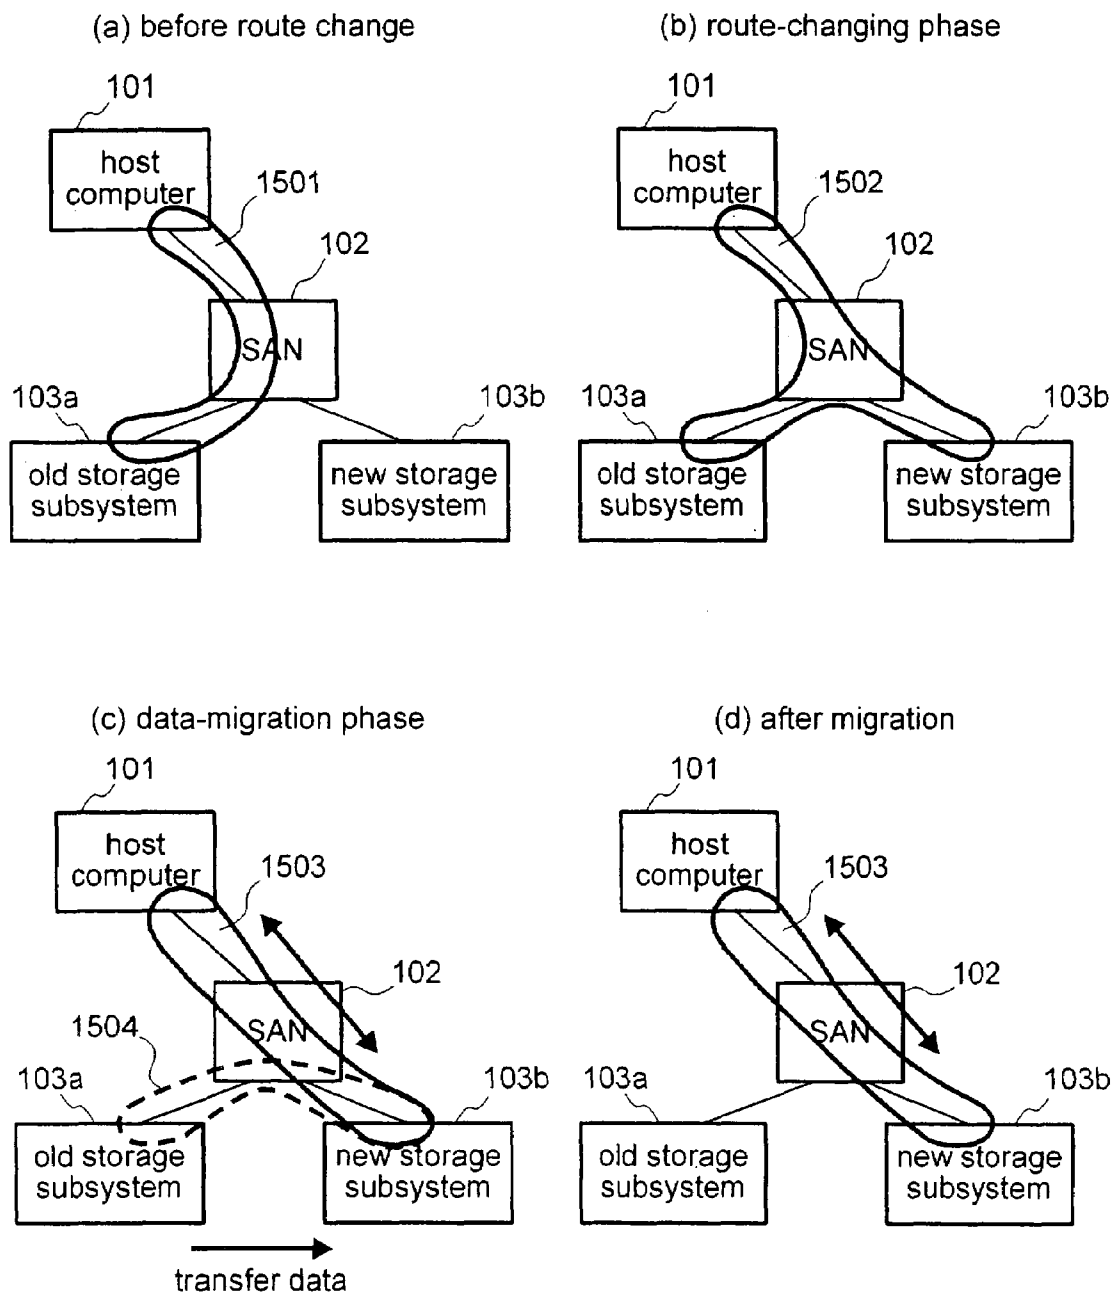 (a) before route change
(b) route-changing phase
101
host
computer
1501
102
SAN
103a
103b
old storage
subsystem
new storage
subsystem
101
host
computer
1502
102
SAN
103a
103b
old storage
subsystem
new storage
subsystem
(c) data-migration phase
(d) after migration
101
host
computer
1503
102
SAN
1504
103a
103b
old storage
subsystem
new storage
subsystem
transfer data
101
host
computer
1503
102
SAN
103a
103b
old storage
subsystem
new storage
subsystem